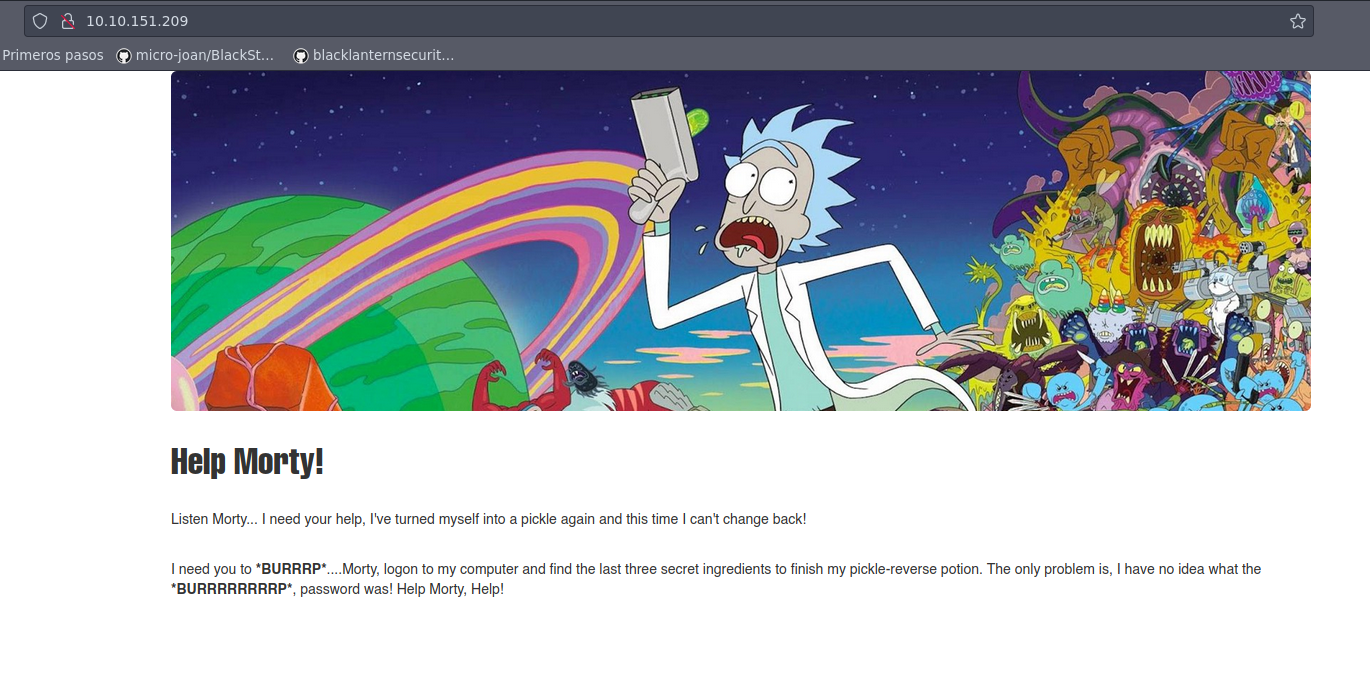 10.10.151.209
Primeros pasos micro-joan/BlackSt... blacklanternsecurit...
Help Morty!
Listen Morty... I need your help, I've turned myself into a pickle again and this time I can't change back!
I need you to *BURRRP*....Morty, logon to my computer and find the last three secret ingredients to finish my pickle-reverse potion. The only problem is, I have no idea what the
*BURRRRRRRRP*, password was! Help Morty, Help!